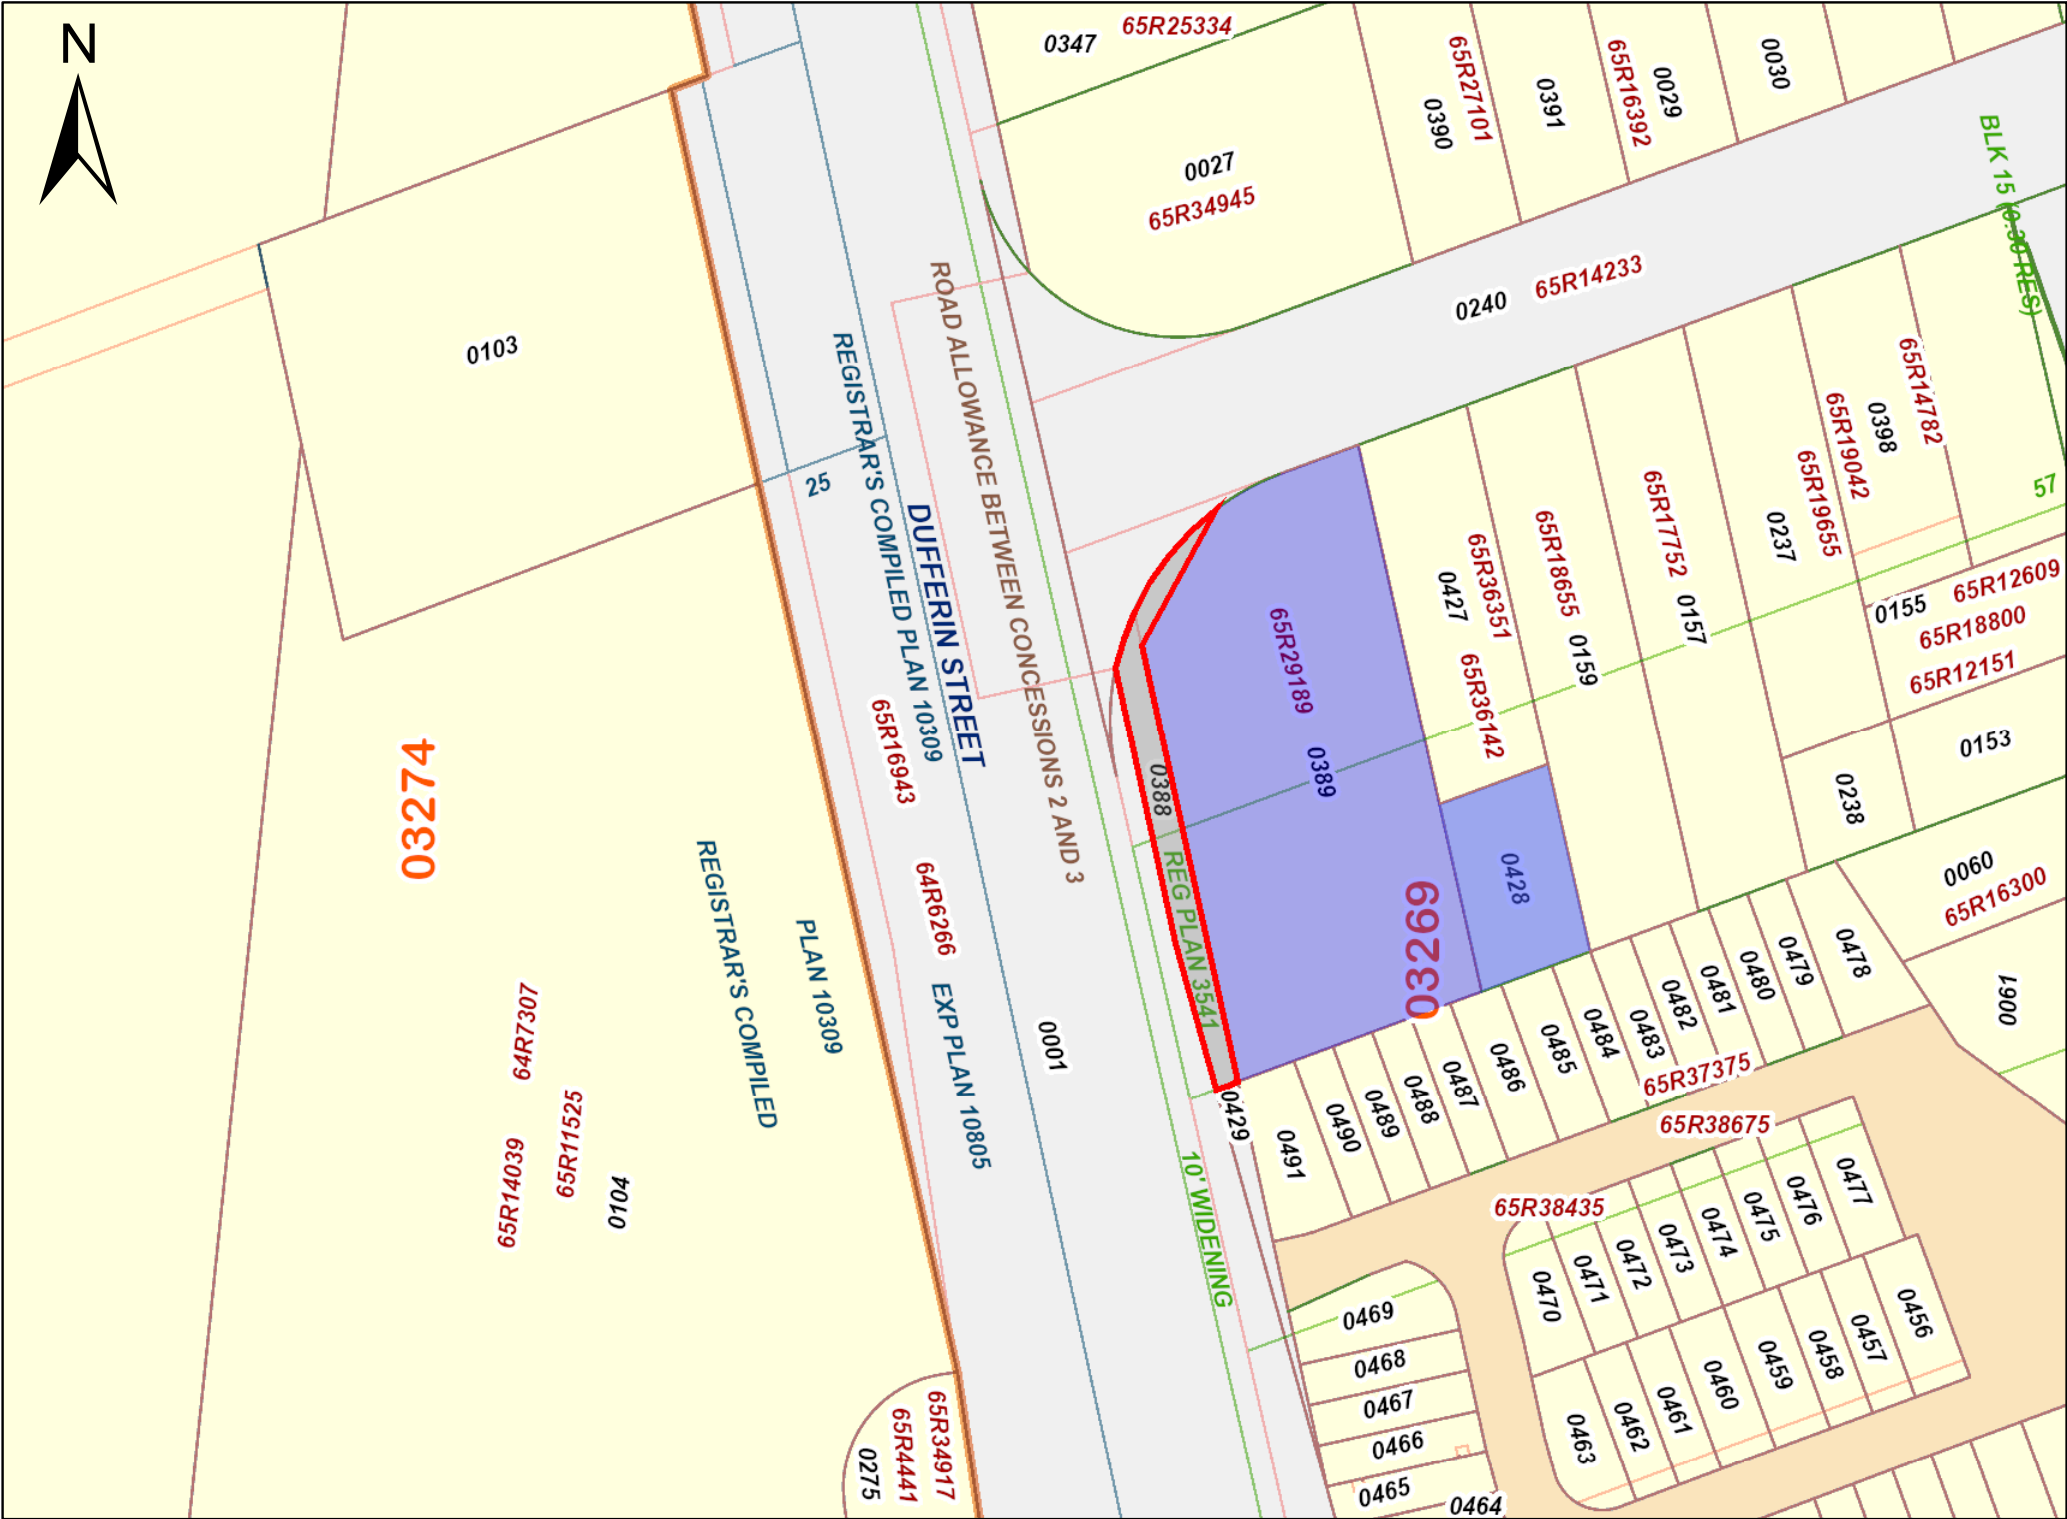 N
0347
65R25334
65R27101
0390
0391
65R16392
0029
0030
BLK 15 (0.30 RES)
0027
65R34945
0240
65R14233
0103
25
REGISTRAR'S COMPILED PLAN 10309
DUFFERIN STREET
ROAD ALLOWANCE BETWEEN CONCESSIONS 2 AND 3
65R29189
0389
0388
REG PLAN 3541
0427
65R36351
65R36142
65R18655
0159
65R17752
0157
0237
65R19655
65R19042
0398
65R14782
57
0155
65R12609
65R18800
65R12151
0153
0238
0060
65R16300
0061
03274
03269
0428
65R16943
64R6266
EXP PLAN 10805
REGISTRAR'S COMPILED
PLAN 10309
0001
64R7307
65R11525
65R14039
0104
10' WIDENING
0429
0491
0490
0489
0488
0487
0486
0485
0484
0483
0482
0481
0480
0479
0478
65R37375
65R38675
65R38435
0470
0471
0472
0473
0474
0475
0476
0477
0469
0468
0467
0466
0465
0464
0463
0462
0461
0460
0459
0458
0457
0456
65R34917
65R4441
0275